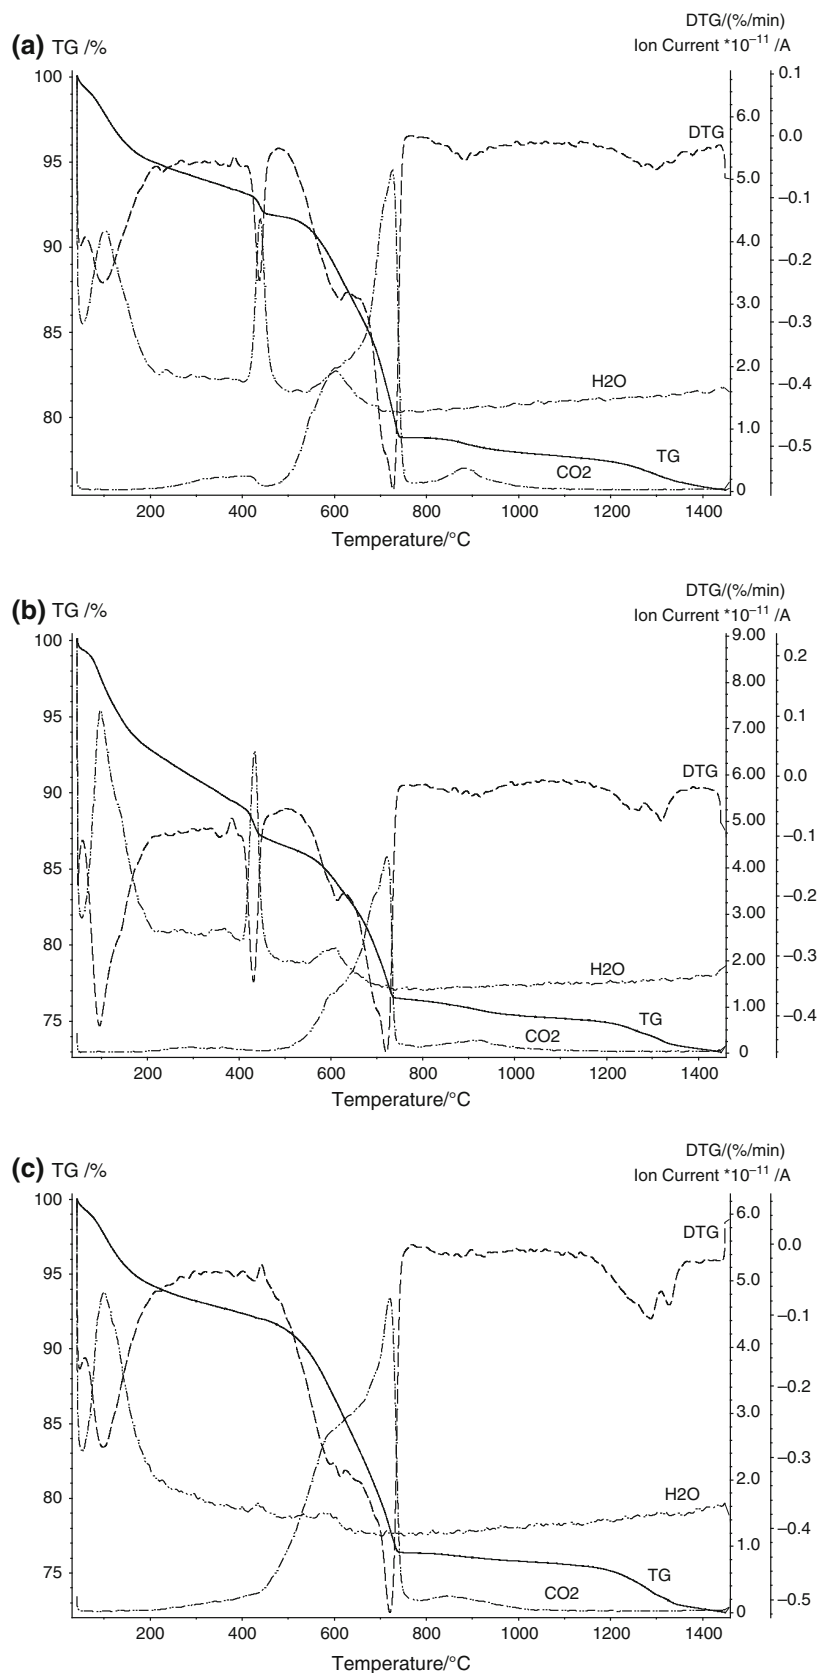 DTG/(%/min)
(a) TG /% Ion Current *10⁻¹¹ /A
100 6.0 0.1
DTG 0.0
95 5.0 –0.1
90 4.0 –0.2
3.0 –0.3
85 2.0 –0.4
H2O
80 1.0 –0.5
TG
CO2
0
200 400 600 800 1000 1200 1400
Temperature/°C
DTG/(%/min)
(b) TG /% Ion Current *10⁻¹¹ /A
100 9.00 0.2
8.00
95 7.00 0.1
DTG 6.00 0.0
90 5.00 –0.1
85 4.00 –0.2
3.00
80 H2O 2.00 –0.3
75 TG 1.00 –0.4
CO2 0
200 400 600 800 1000 1200 1400
Temperature/°C
DTG/(%/min)
(c) TG /% Ion Current *10⁻¹¹ /A
100 6.0
DTG 0.0
95 5.0 –0.1
90 4.0 –0.2
85 3.0 –0.3
80 H2O 2.0 –0.4
75 TG 1.0 –0.5
CO2 0
200 400 600 800 1000 1200 1400
Temperature/°C